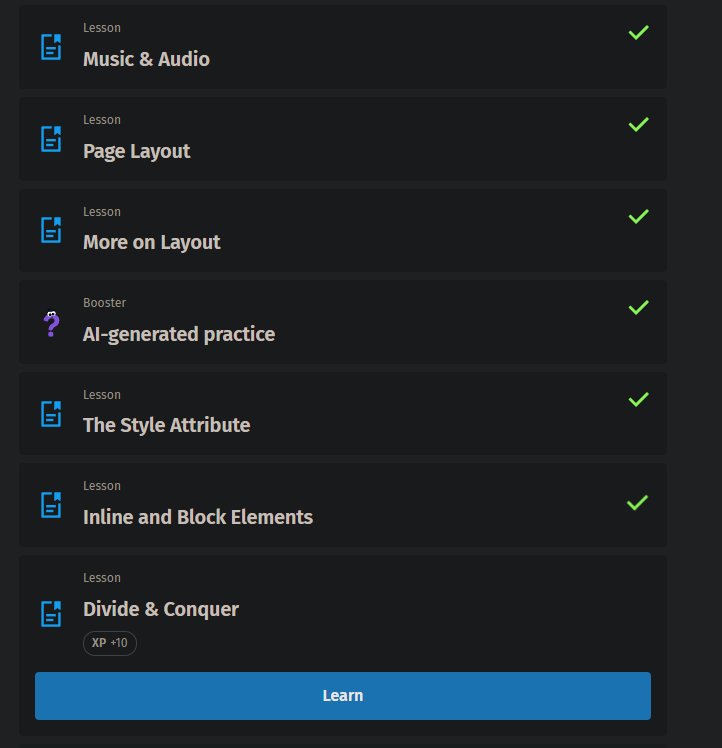 Lesson
Music & Audio
Lesson
Page Layout
Lesson
More on Layout
Booster
AI-generated practice
Lesson
The Style Attribute
Lesson
Inline and Block Elements
Lesson
Divide & Conquer
XP +10
Learn